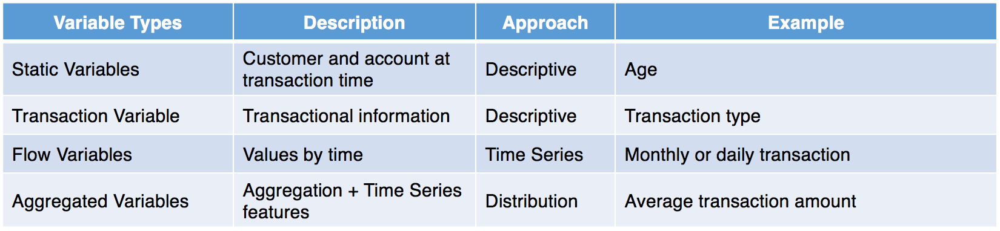 Variable Types Description Approach Example
Static Variables Customer and account at transaction time Descriptive Age
Transaction Variable Transactional information Descriptive Transaction type
Flow Variables Values by time Time Series Monthly or daily transaction
Aggregated Variables Aggregation + Time Series features Distribution Average transaction amount